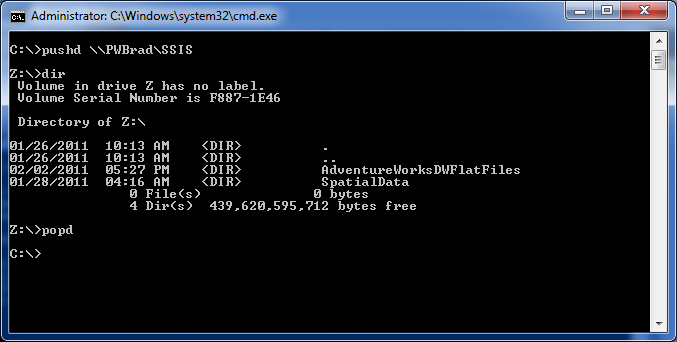 Administrator: C:\Windows\system32\cmd.exe
C:\>pushd \\PWBrad\SSIS
Z:\>dir
 Volume in drive Z has no label.
 Volume Serial Number is F887-1E46
 Directory of Z:\
01/26/2011  10:13 AM    <DIR>          .
01/26/2011  10:13 AM    <DIR>          ..
02/02/2011  05:27 PM    <DIR>          AdventureWorksDWFlatFiles
01/28/2011  04:16 AM    <DIR>          SpatialData
               0 File(s)              0 bytes
               4 Dir(s)  439,620,595,712 bytes free
Z:\>popd
C:\>